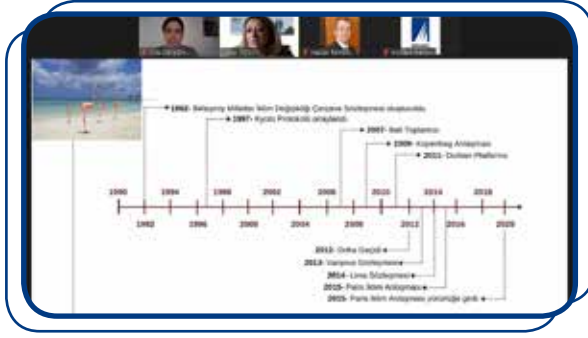 1992- Birleşmiş Milletler İklim Değişikliği Çerçeve Sözleşmesi oluşturuldu
1997- Kyoto Protokolü onaylandı
2007- Bali Toplantısı
2009- Kopenhag Anlaşması
2011- Durban Platformu
1990 1994 1998 2002 2006 2010 2014 2018
1992 1996 2000 2004 2008 2012 2016 2020
2012- Doha Geçidi
2013- Varşova Sözleşmesi
2014- Lima Sözleşmesi
2015- Paris İklim Anlaşması
2015- Paris İklim Anlaşması yürürlüğe girdi